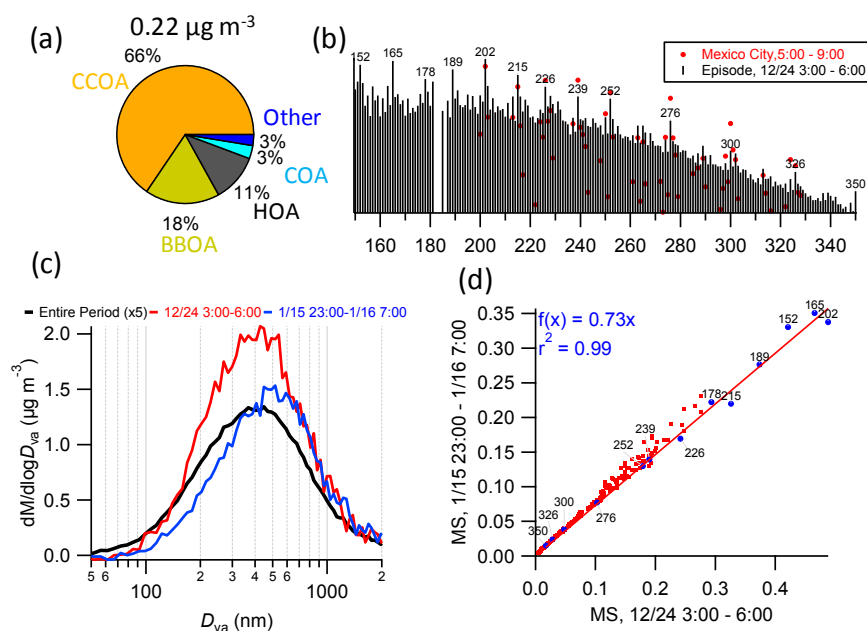 (a)
0.22 µg m-3
66%
CCOA
Other
3%
3%
COA
11%
HOA
18%
BBOA
(b)
Mexico City,5:00 - 9:00
Episode, 12/24 3:00 - 6:00
152
165
178
189
202
215
226
239
252
276
300
326
350
160 180 200 220 240 260 280 300 320 340
(c)
Entire Period (x5) 12/24 3:00-6:00 1/15 23:00-1/16 7:00
dM/dlogDva (µg m-3)
2.0
1.5
1.0
0.5
0.0
5 6 2 3 4 5 6 2
100 1000
Dva (nm)
(d)
f(x) = 0.73x
r2 = 0.99
MS, 1/15 23:00 - 1/16 7:00
0.35
0.30
0.25
0.20
0.15
0.10
0.05
0.00
165
152
202
189
178
215
239
252
226
300
326
350
276
0.0 0.1 0.2 0.3 0.4
MS, 12/24 3:00 - 6:00